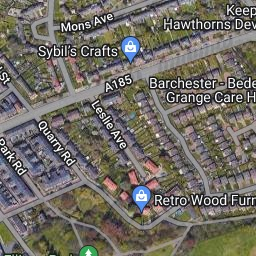 Mons Ave
Keep
Hawthorns Dev
Sybil's Crafts
A185
Barchester - Bede
Grange Care H
Leslie Ave
Quarry Rd
Park Rd
St
Retro Wood Furn